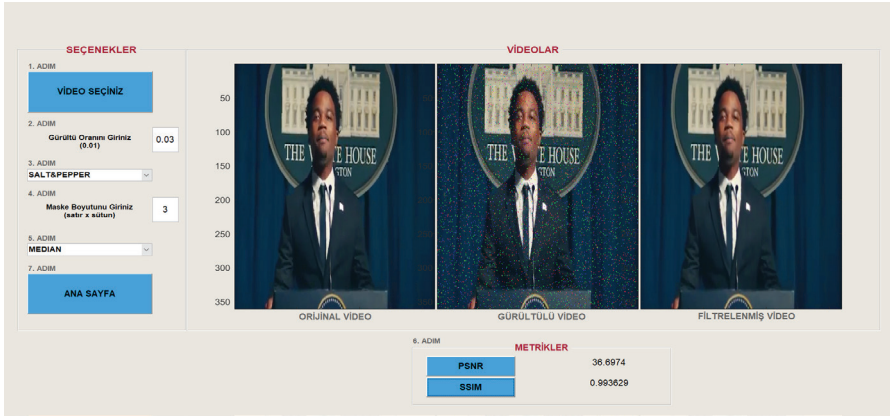 SEÇENEKLER
1. ADIM
VİDEO SEÇİNİZ
2. ADIM
Gürültü Oranını Giriniz
(0.01)
0.03
3. ADIM
SALT&PEPPER
4. ADIM
Maske Boyutunu Giriniz
(satır x sütun)
3
5. ADIM
MEDIAN
7. ADIM
ANA SAYFA
VİDEOLAR
50
100
150
200
250
300
350
THE WHITE HOUSE
THE WHITE HOUSE
THE WHITE HOUSE
ORİJİNAL VİDEO
GÜRÜLTÜLÜ VİDEO
FİLTRELENMİŞ VİDEO
6. ADIM
METRİKLER
PSNR
36.6974
SSIM
0.993629